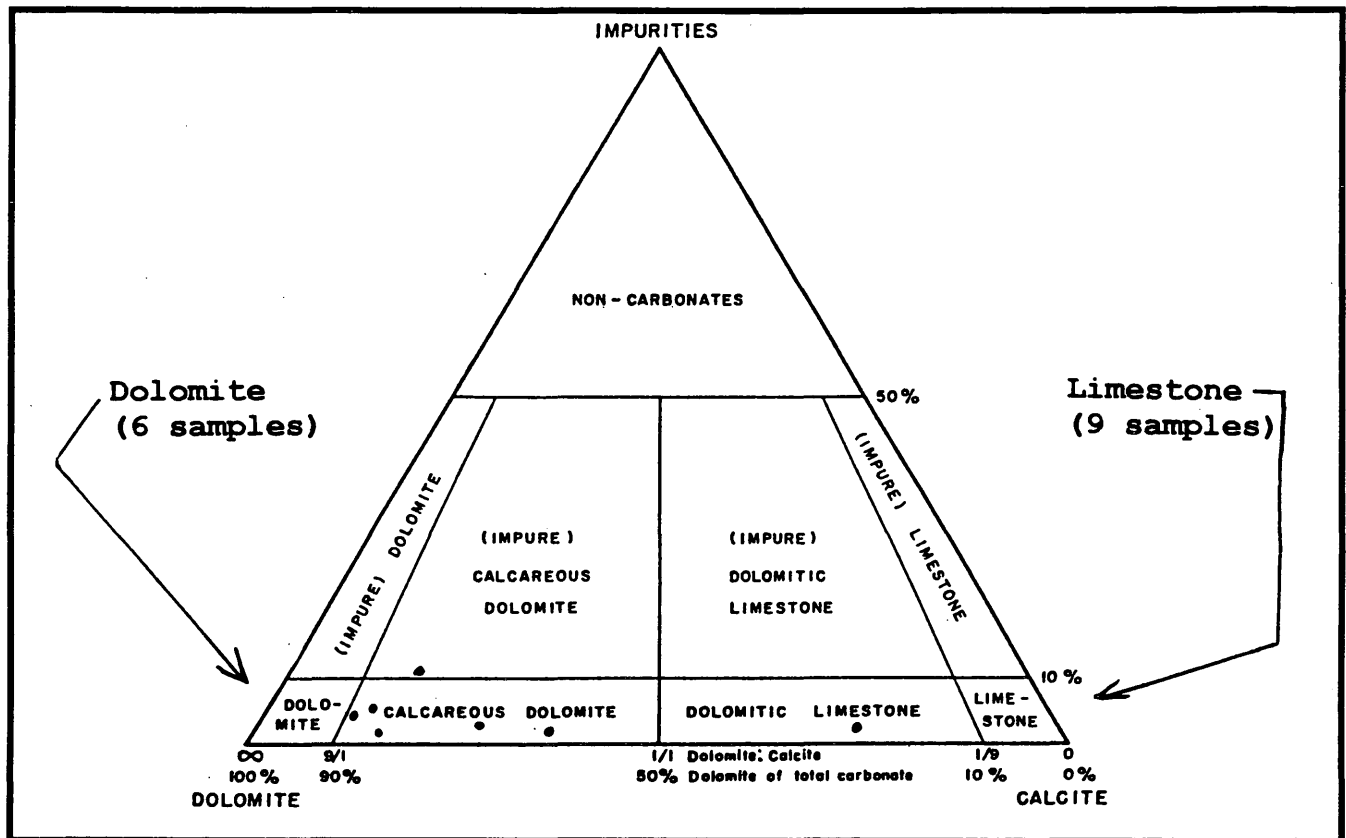 IMPURITIES
NON-CARBONATES
Dolomite
(6 samples)
Limestone
(9 samples)
50%
(IMPURE) DOLOMITE
(IMPURE)
CALCAREOUS
DOLOMITE
(IMPURE)
DOLOMITIC
LIMESTONE
(IMPURE) LIMESTONE
10%
DOLO-
MITE
CALCAREOUS DOLOMITE
DOLOMITIC LIMESTONE
LIME-
STONE
∞ 9/1 1/1 Dolomite: Calcite 1/9 0
100% 90% 50% Dolomite of total carbonate 10% 0%
DOLOMITE CALCITE